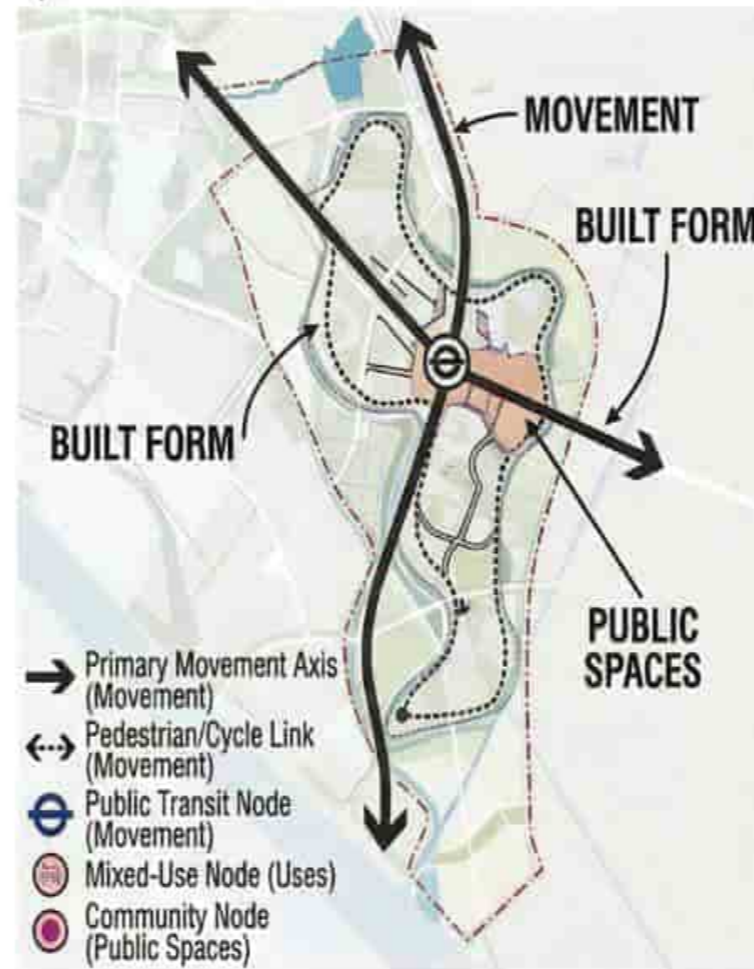 MOVEMENT
BUILT FORM
BUILT FORM
PUBLIC
SPACES
Primary Movement Axis
(Movement)
Pedestrian/Cycle Link
(Movement)
Public Transit Node
(Movement)
Mixed-Use Node (Uses)
Community Node
(Public Spaces)